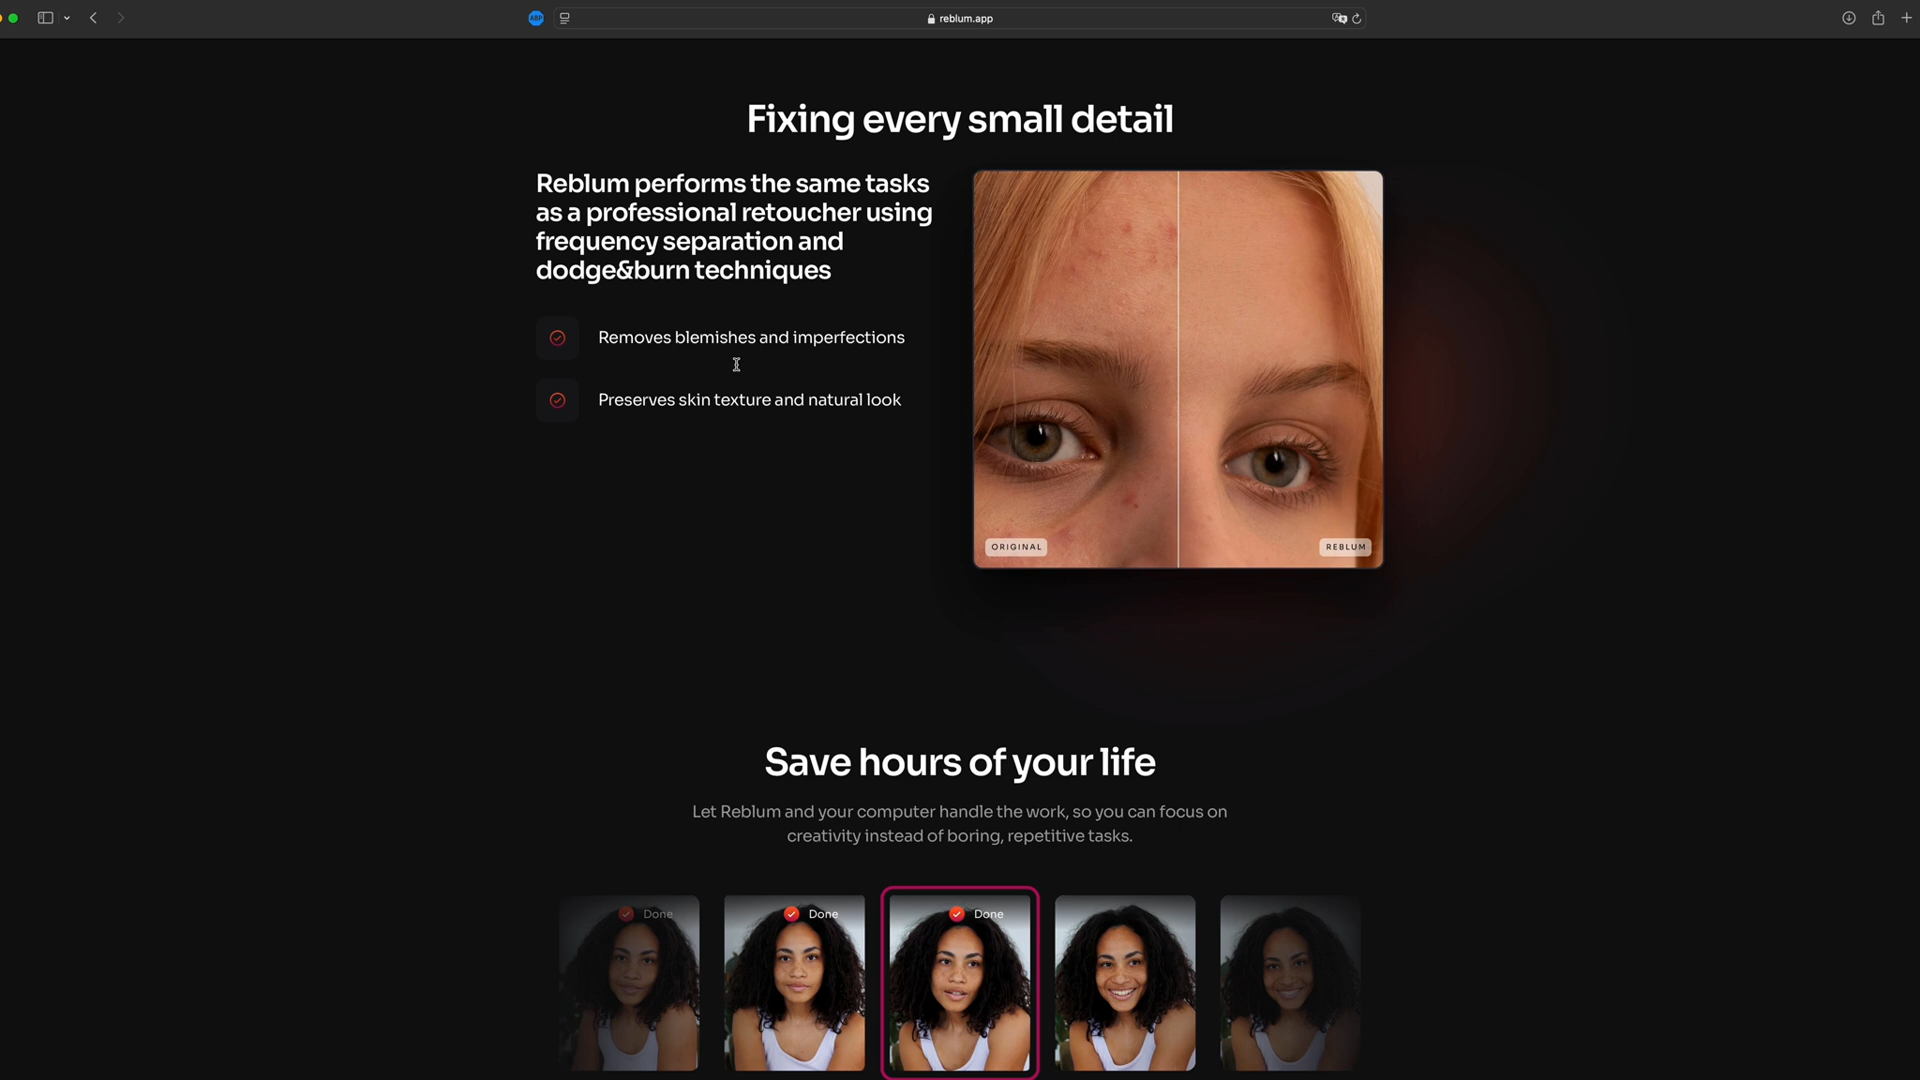 ABP
reblum.app
Fixing every small detail
Reblum performs the same tasks
as a professional retoucher using
frequency separation and
dodge&burn techniques
Removes blemishes and imperfections
Preserves skin texture and natural look
ORIGINAL
REBLUM
Save hours of your life
Let Reblum and your computer handle the work, so you can focus on
creativity instead of boring, repetitive tasks.
Done
Done
Done